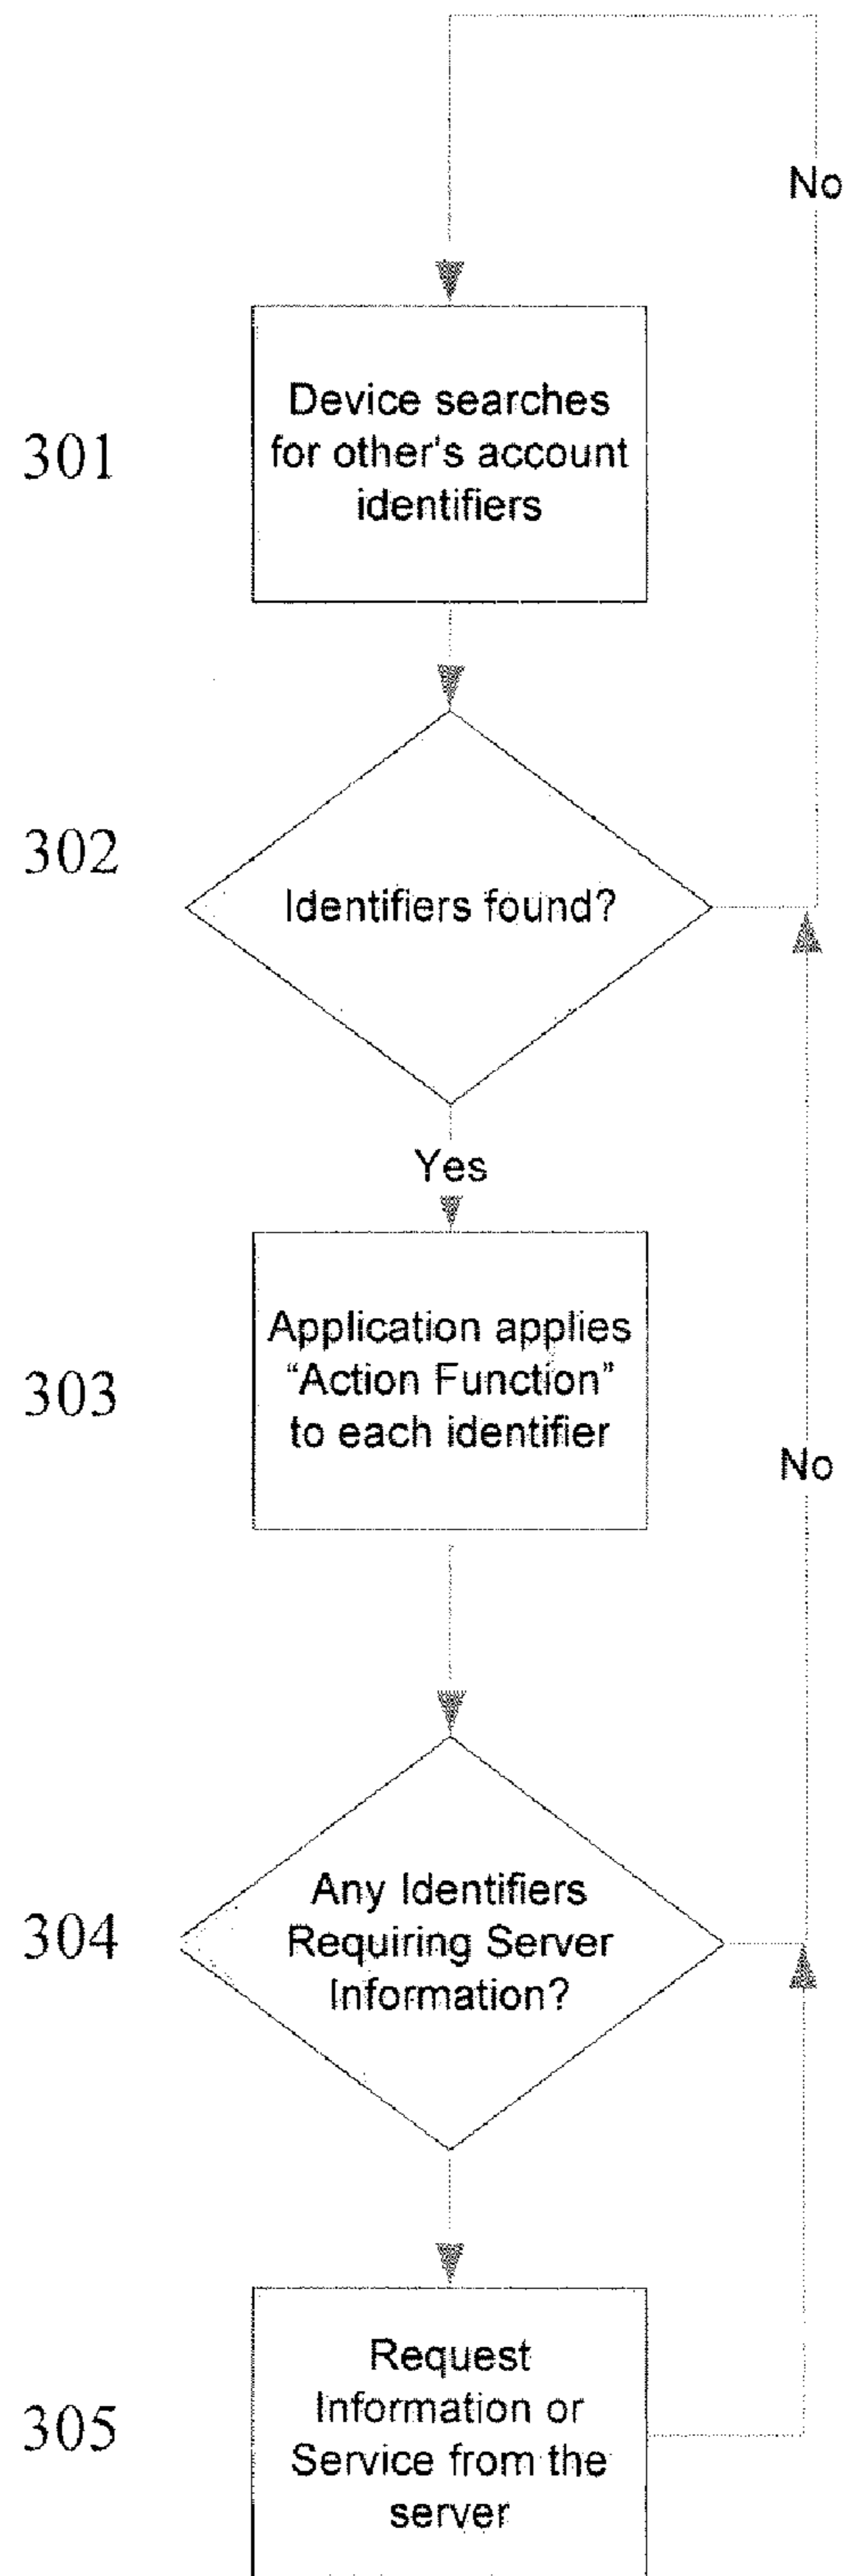 No
301
Device searches
for other's account
identifiers
302
Identifiers found?
Yes
303
Application applies
“Action Function”
to each identifier
No
304
Any Identifiers
Requiring Server
Information?
305
Request
Information or
Service from the
server